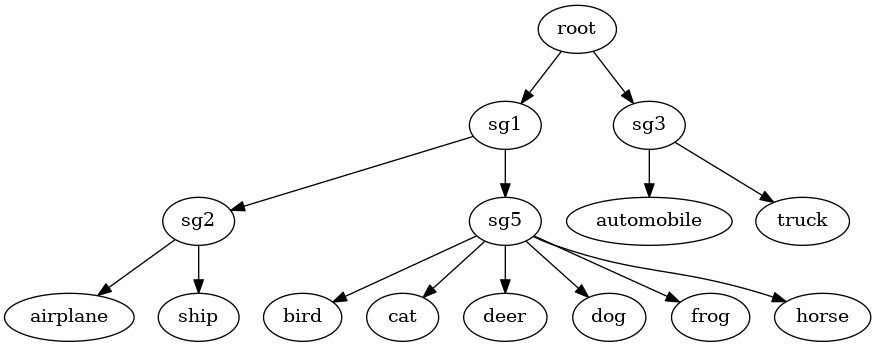 root
sg1 sg3
sg2 sg5 automobile truck
airplane ship bird cat deer dog frog horse